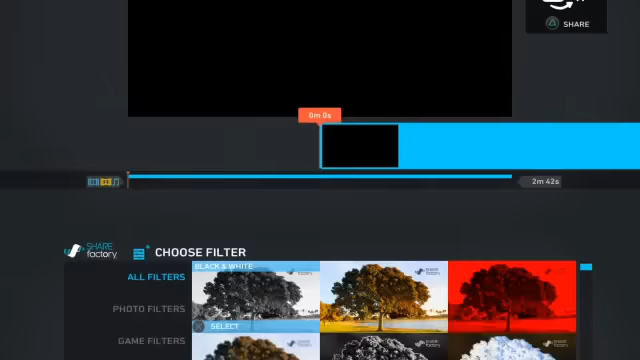 SHARE
0m 0s
2m 42s
SHARE
factory
CHOOSE FILTER
ALL FILTERS
BLACK & WHITE
PHOTO FILTERS
SELECT
GAME FILTERS